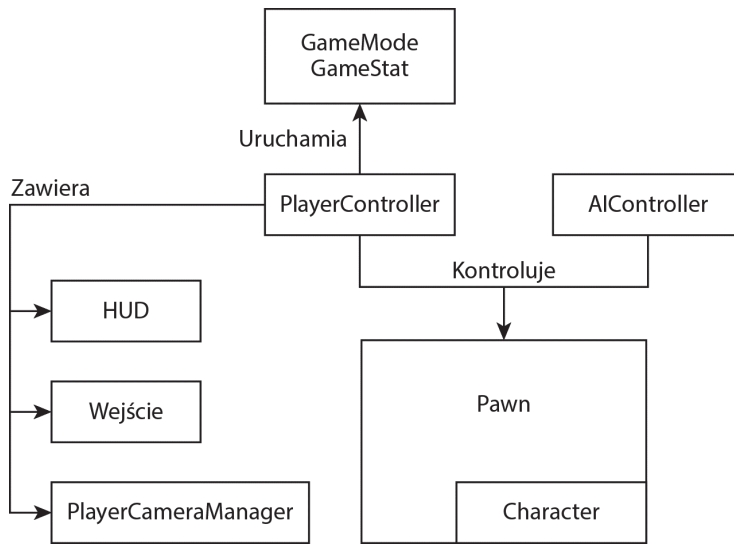 GameMode
GameStat
Uruchamia
Zawiera
PlayerController
AIController
Kontroluje
HUD
Pawn
Wejście
PlayerCameraManager
Character